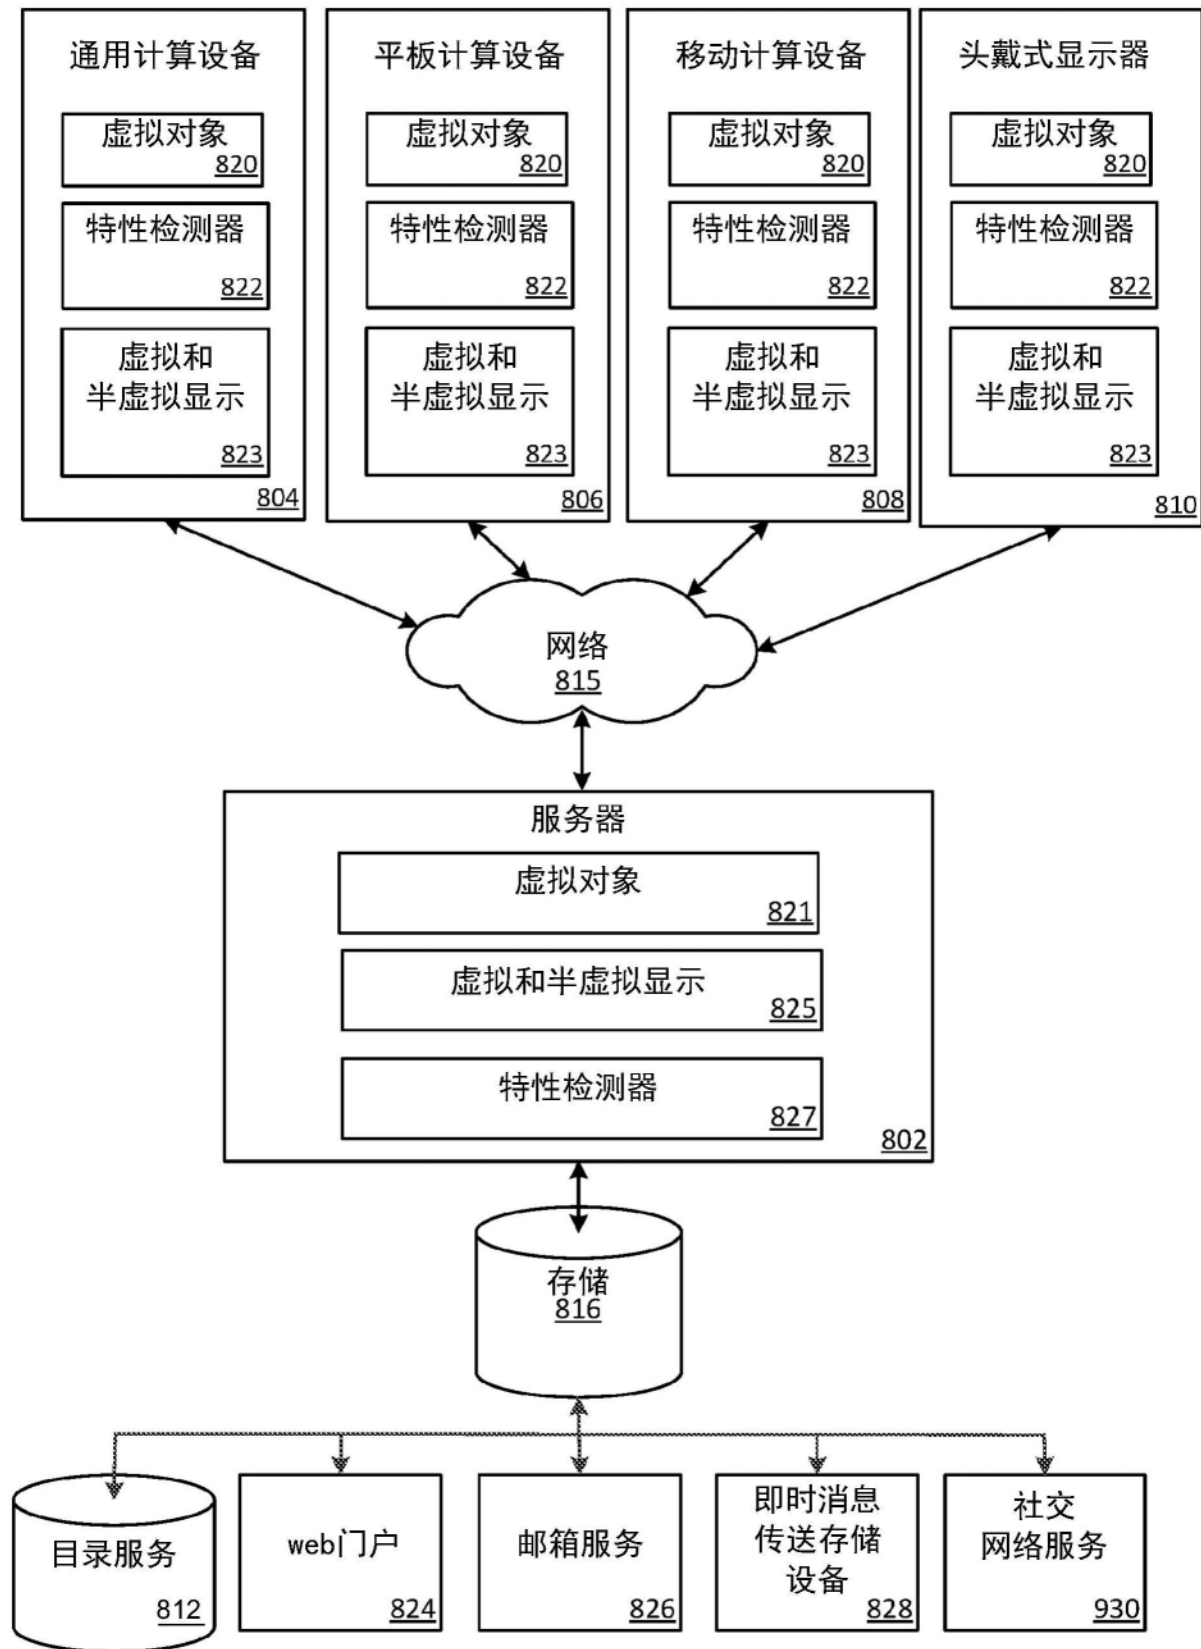 通用计算设备
虚拟对象
820
特性检测器
822
虚拟和
半虚拟显示
823
804
平板计算设备
虚拟对象
820
特性检测器
822
虚拟和
半虚拟显示
823
806
移动计算设备
虚拟对象
820
特性检测器
822
虚拟和
半虚拟显示
823
808
头戴式显示器
虚拟对象
820
特性检测器
822
虚拟和
半虚拟显示
823
810
网络
815
服务器
虚拟对象
821
虚拟和半虚拟显示
825
特性检测器
827
802
存储
816
目录服务
812
web门户
824
邮箱服务
826
即时消息
传送存储
设备
828
社交
网络服务
930